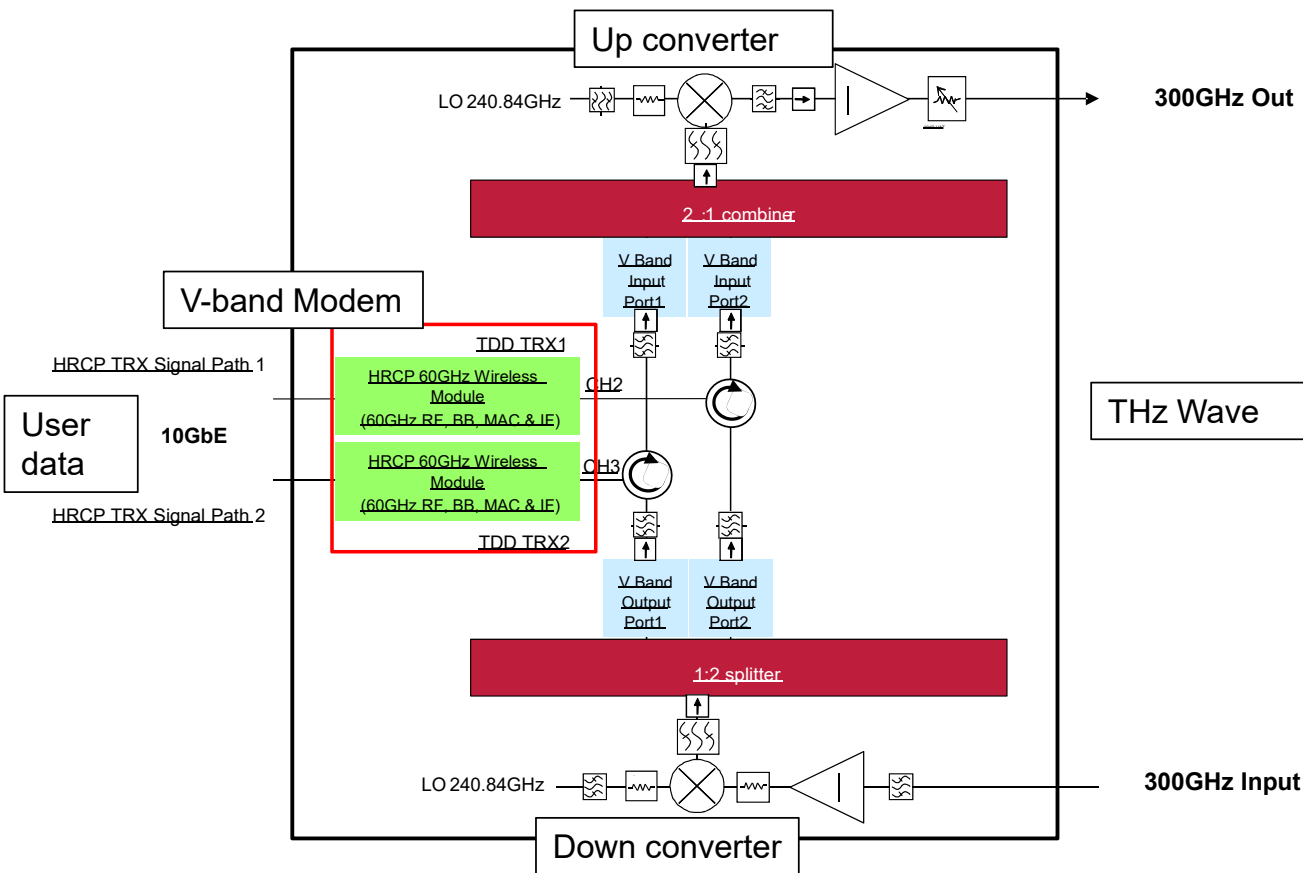 Up converter
LO 240.84GHz
300GHz Out
2 :1 combiner
V Band
Input
Port1
V Band
Input
Port2
V-band Modem
TDD TRX1
HRCP TRX Signal Path 1
HRCP 60GHz Wireless
Module
(60GHz RF, BB, MAC & IF)
CH2
User
data
10GbE
THz Wave
HRCP 60GHz Wireless
Module
(60GHz RF, BB, MAC & IF)
CH3
HRCP TRX Signal Path 2
TDD TRX2
V Band
Output
Port1
V Band
Output
Port2
1:2 splitter
LO 240.84GHz
300GHz Input
Down converter